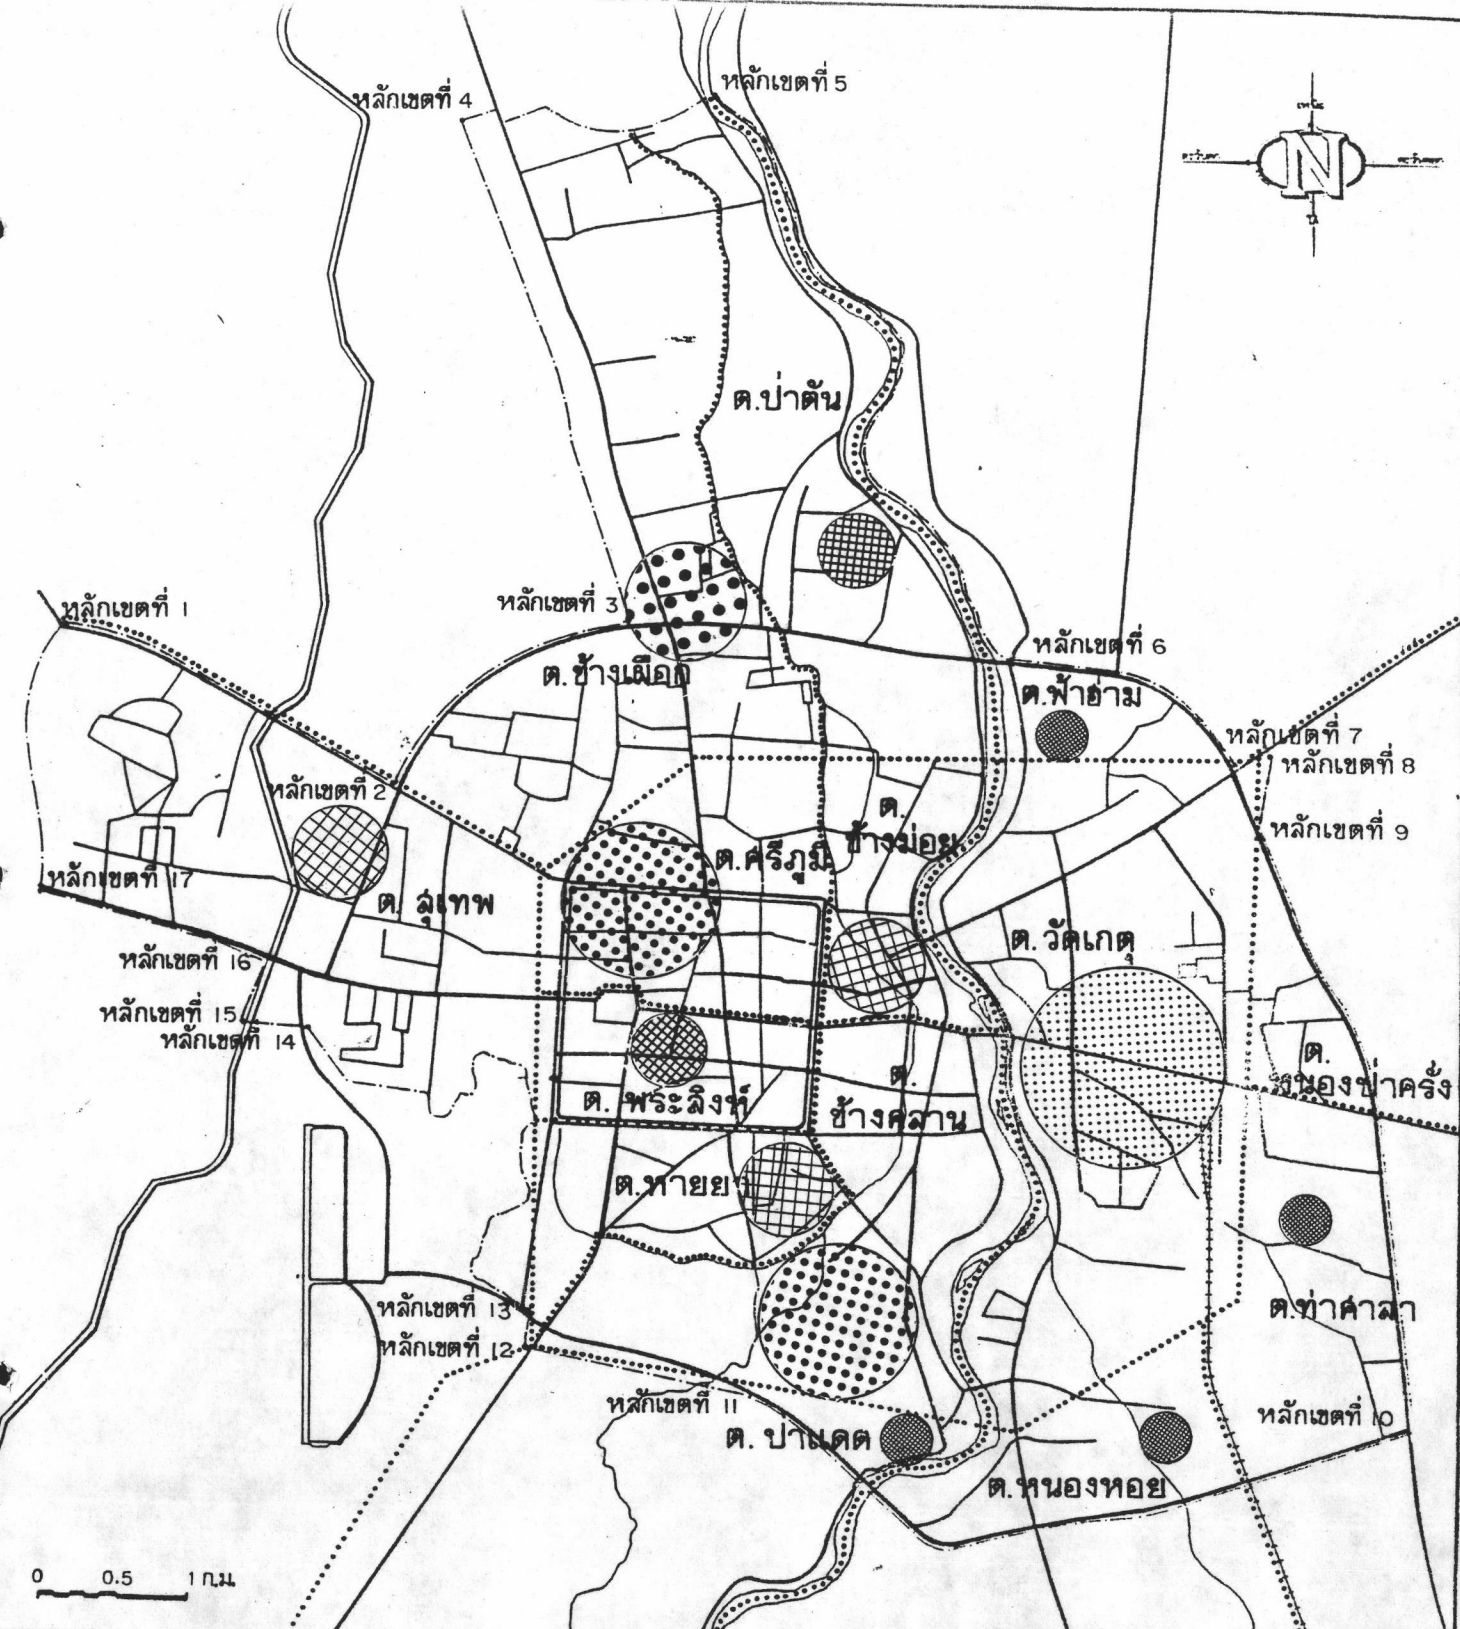 หลักเขตที่ 5
หลักเขตที่ 4
เหนือ
N
ใต้
ต.ป่าตัน
หลักเขตที่ 1
หลักเขตที่ 3
หลักเขตที่ 6
ต.ช้างเผือก
ต.ฟ้าฮ่าม
หลักเขตที่ 7
หลักเขตที่ 8
หลักเขตที่ 2
ต.
ช้างม่อย
หลักเขตที่ 9
ต.ศรีภูมิ
หลักเขตที่ 17
ต. สุเทพ
ต.วัดเกตุ
หลักเขตที่ 16
หลักเขตที่ 15
หลักเขตที่ 14
ต.
หนองป่าครั่ง
ต. พระสิงห์
ต.
ช้างคลาน
ต.หายยา
หลักเขตที่ 13
ต.ท่าศาลา
หลักเขตที่ 12
หลักเขตที่ 11
หลักเขตที่ 10
ต. ป่าแดด
ต.หนองหอย
0 0.5 1 ก.ม.